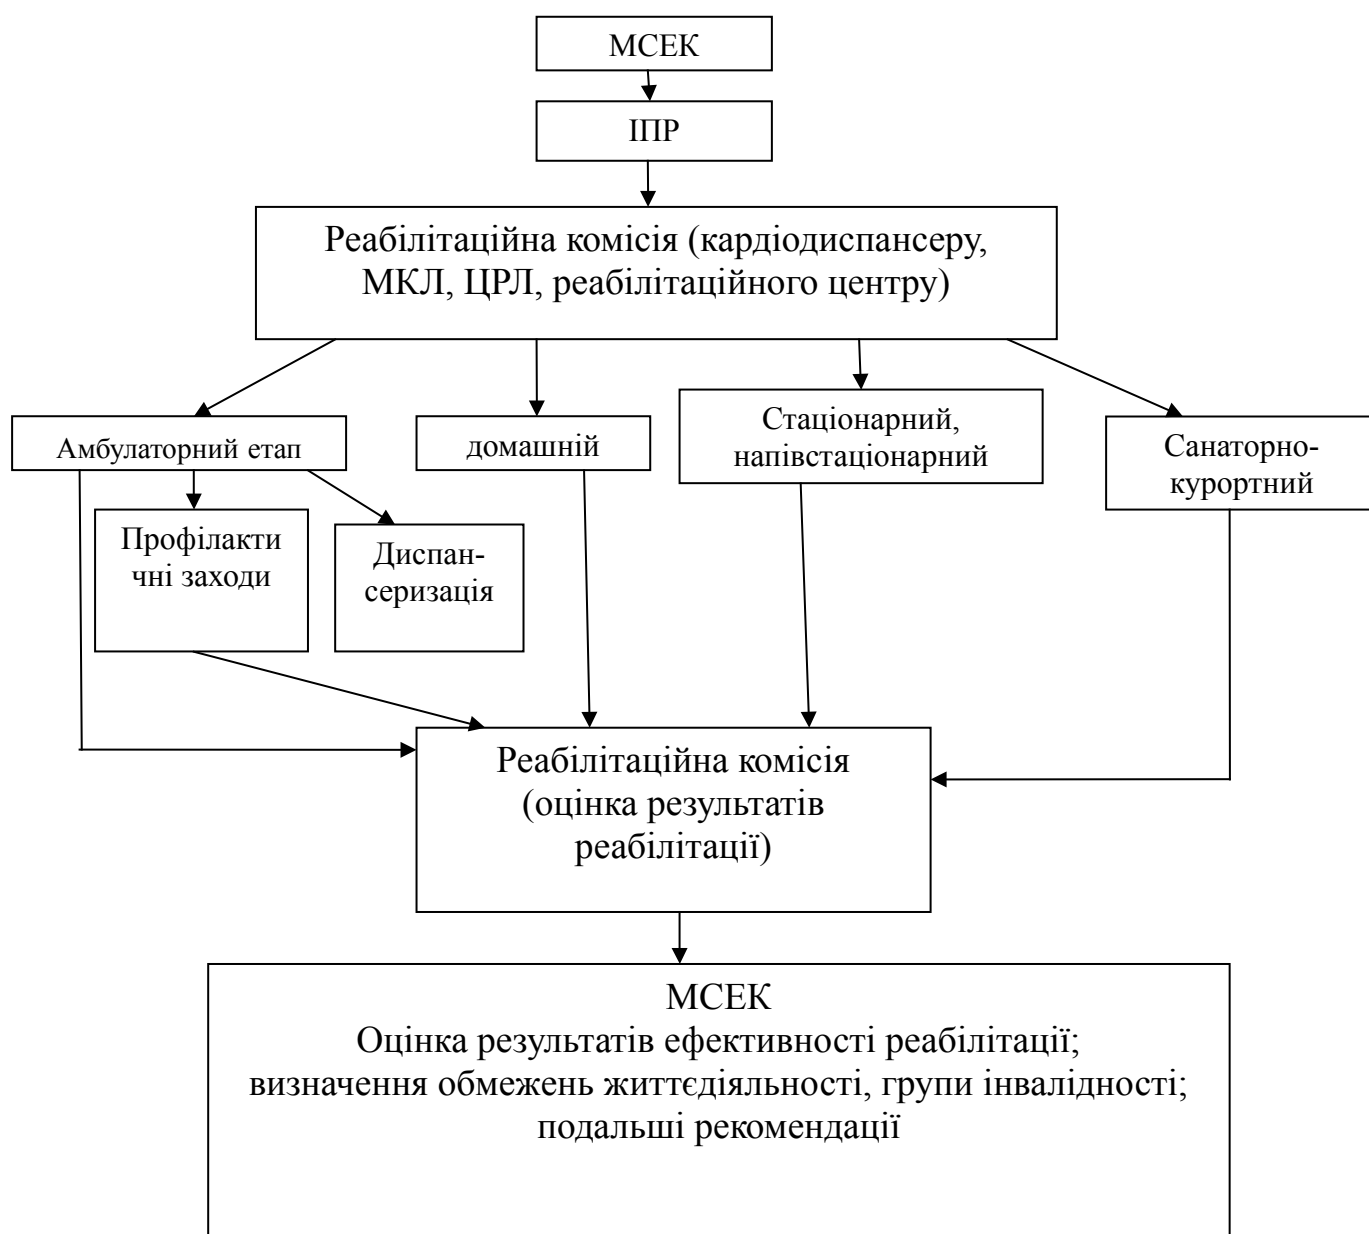 МСЕК
ІПР
Реабілітаційна комісія (кардіодиспансеру,
МКЛ, ЦРЛ, реабілітаційного центру)
Амбулаторний етап
домашній
Стаціонарний,
напівстаціонарний
Санаторно-
курортний
Профілакти
чні заходи
Диспан-
серизація
Реабілітаційна комісія
(оцінка результатів
реабілітації)
МСЕК
Оцінка результатів ефективності реабілітації;
визначення обмежень життєдіяльності, групи інвалідності;
подальші рекомендації